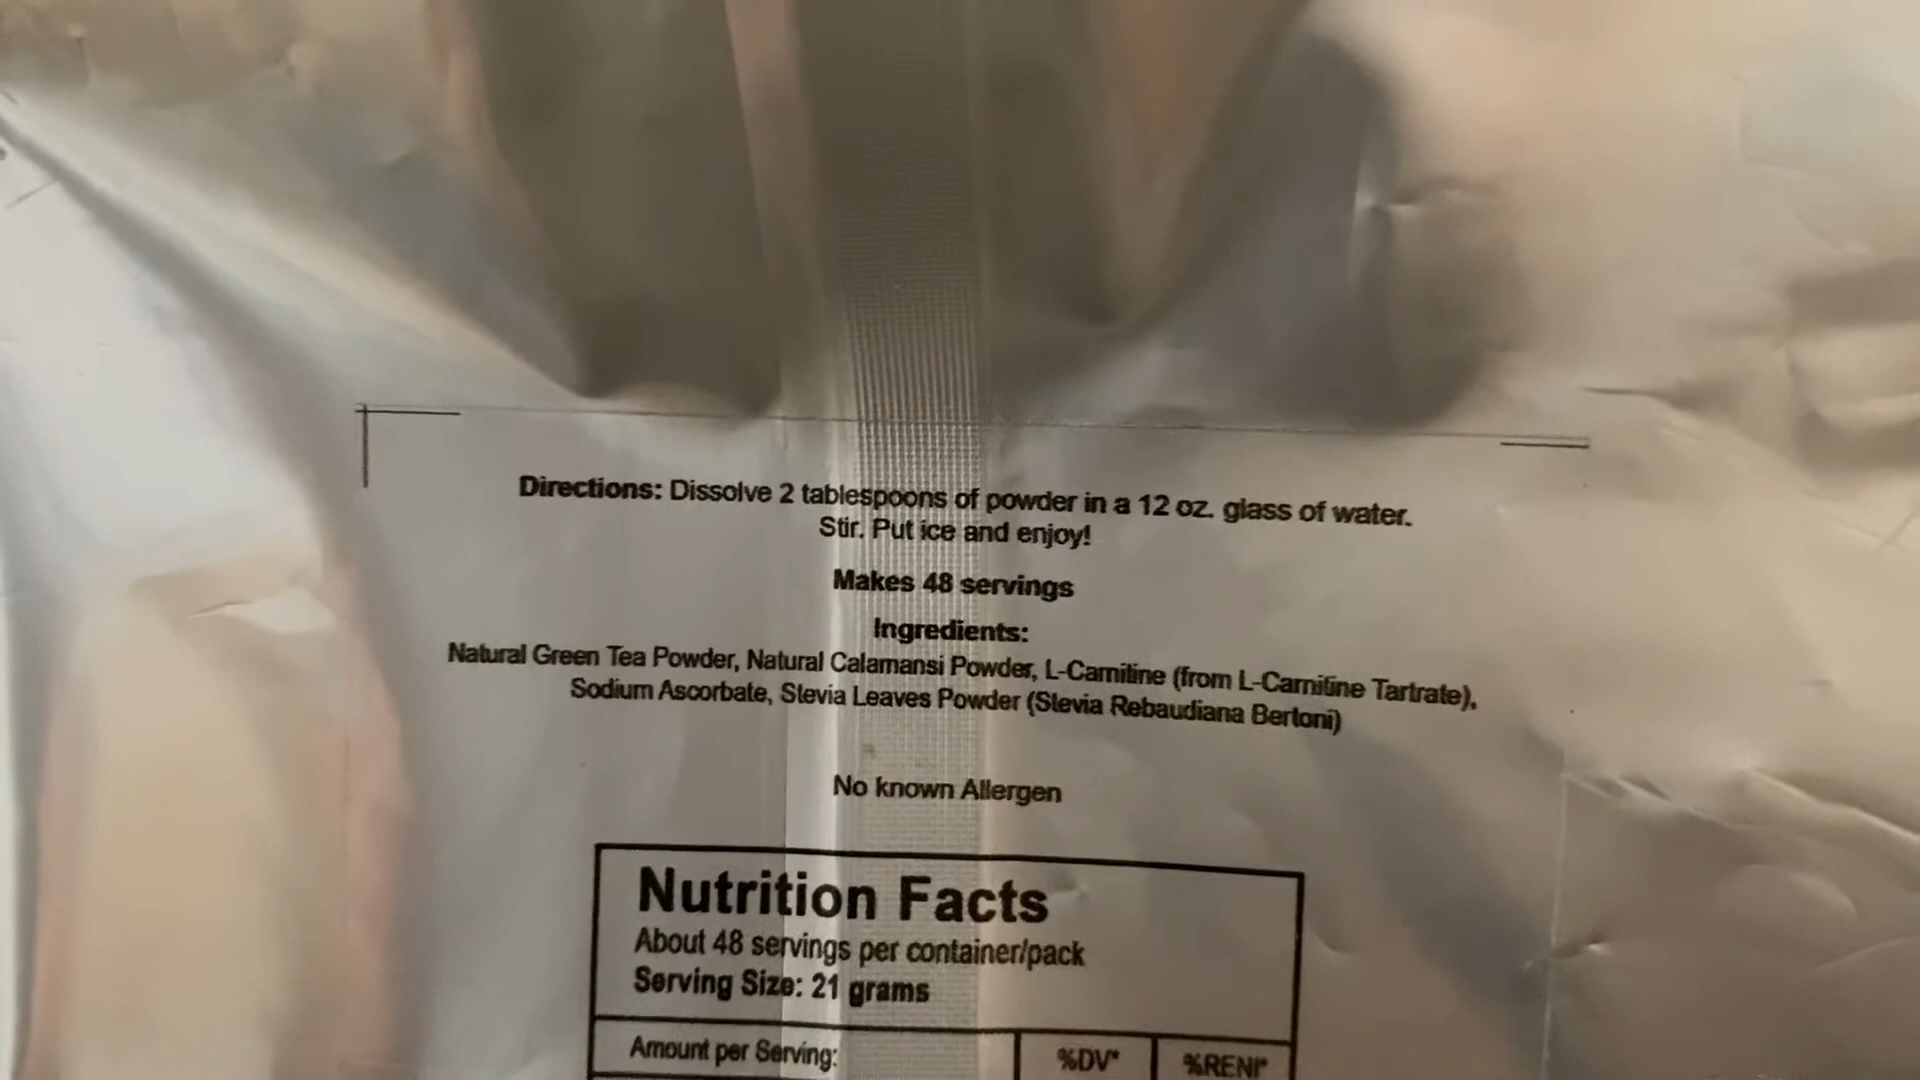 Directions: Dissolve 2 tablespoons of powder in a 12 oz. glass of water.
Stir. Put ice and enjoy!
Makes 48 servings
Ingredients:
Natural Green Tea Powder, Natural Calamansi Powder, L-Carnitine (from L-Carnitine Tartrate),
Sodium Ascorbate, Stevia Leaves Powder (Stevia Rebaudiana Bertoni)
No known Allergen
Nutrition Facts
About 48 servings per container/pack
Serving Size: 21 grams
Amount per Serving: %DV* %RENI*